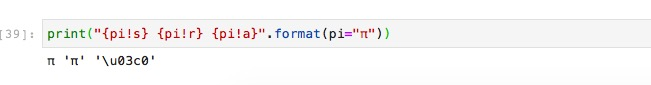 [39]: print("{pi!s} {pi!r} {pi!a}".format(pi="π"))
π 'π' '\u03c0'